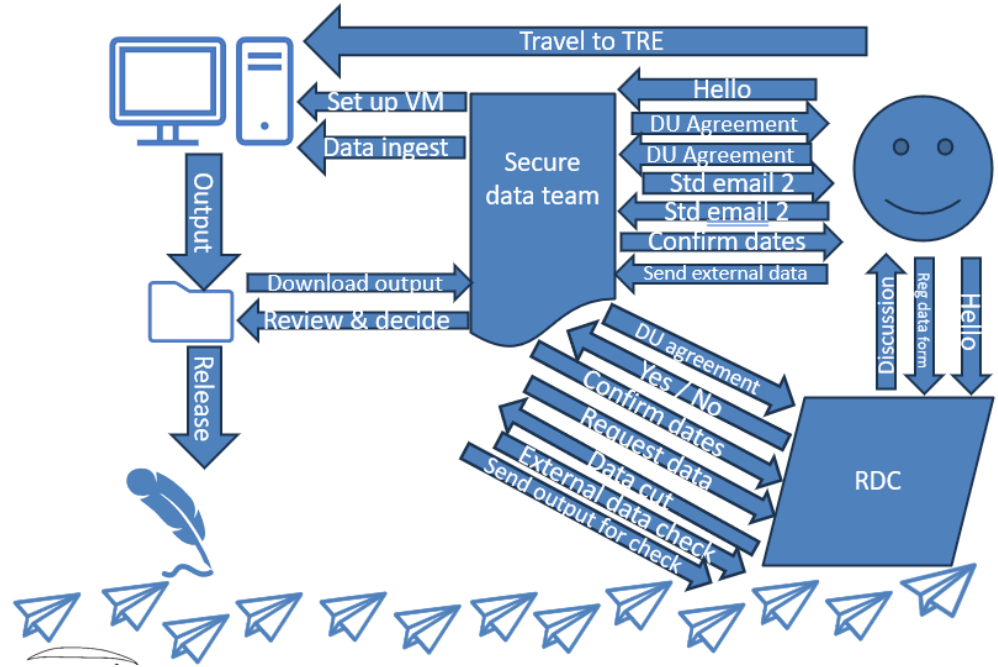 Travel to TRE
Hello
Set up VM
DU Agreement
Data ingest
DU Agreement
Secure
data team
Std email 2
Std email 2
Confirm dates
Send external data
Output
Download output
Review & decide
Discussion
Reg data form
Hello
DU agreement
Yes / No
Confirm dates
Request data
Data cut
External data check
Send output for check
Release
RDC